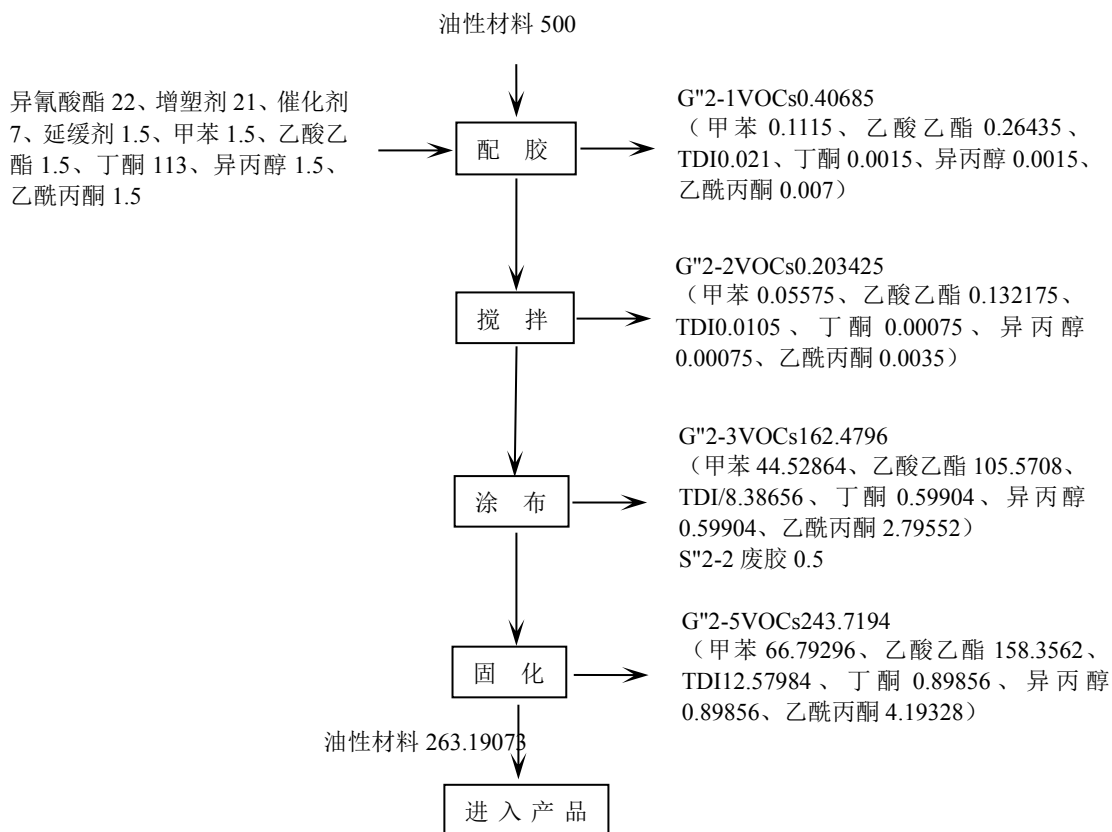 油性材料 500
异氰酸酯 22、增塑剂 21、催化剂
7、延缓剂 1.5、甲苯 1.5、乙酸乙
酯 1.5、丁酮 113、异丙醇 1.5、
乙酰丙酮 1.5
配 胶
G"2-1VOCs0.40685
（甲苯 0.1115、乙酸乙酯 0.26435、
TDI0.021、丁酮 0.0015、异丙醇 0.0015、
乙酰丙酮 0.007）
搅 拌
G"2-2VOCs0.203425
（甲苯 0.05575、乙酸乙酯 0.132175、
TDI0.0105、丁酮 0.00075、异丙醇
0.00075、乙酰丙酮 0.0035）
涂 布
G"2-3VOCs162.4796
（甲苯 44.52864、乙酸乙酯 105.5708、
TDI/8.38656、丁酮 0.59904、异丙醇
0.59904、乙酰丙酮 2.79552）
S"2-2 废胶 0.5
固 化
G"2-5VOCs243.7194
（甲苯 66.79296、乙酸乙酯 158.3562、
TDI12.57984、丁酮 0.89856、异丙醇
0.89856、乙酰丙酮 4.19328）
油性材料 263.19073
进 入 产 品